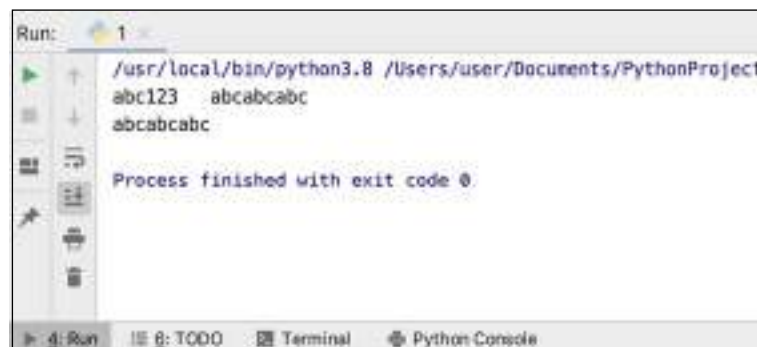 Run: 1
/usr/local/bin/python3.8 /Users/user/Documents/PythonProject
abc123   abcabcabc
abcabcabc
Process finished with exit code 0
4: Run 6: TODO Terminal Python Console